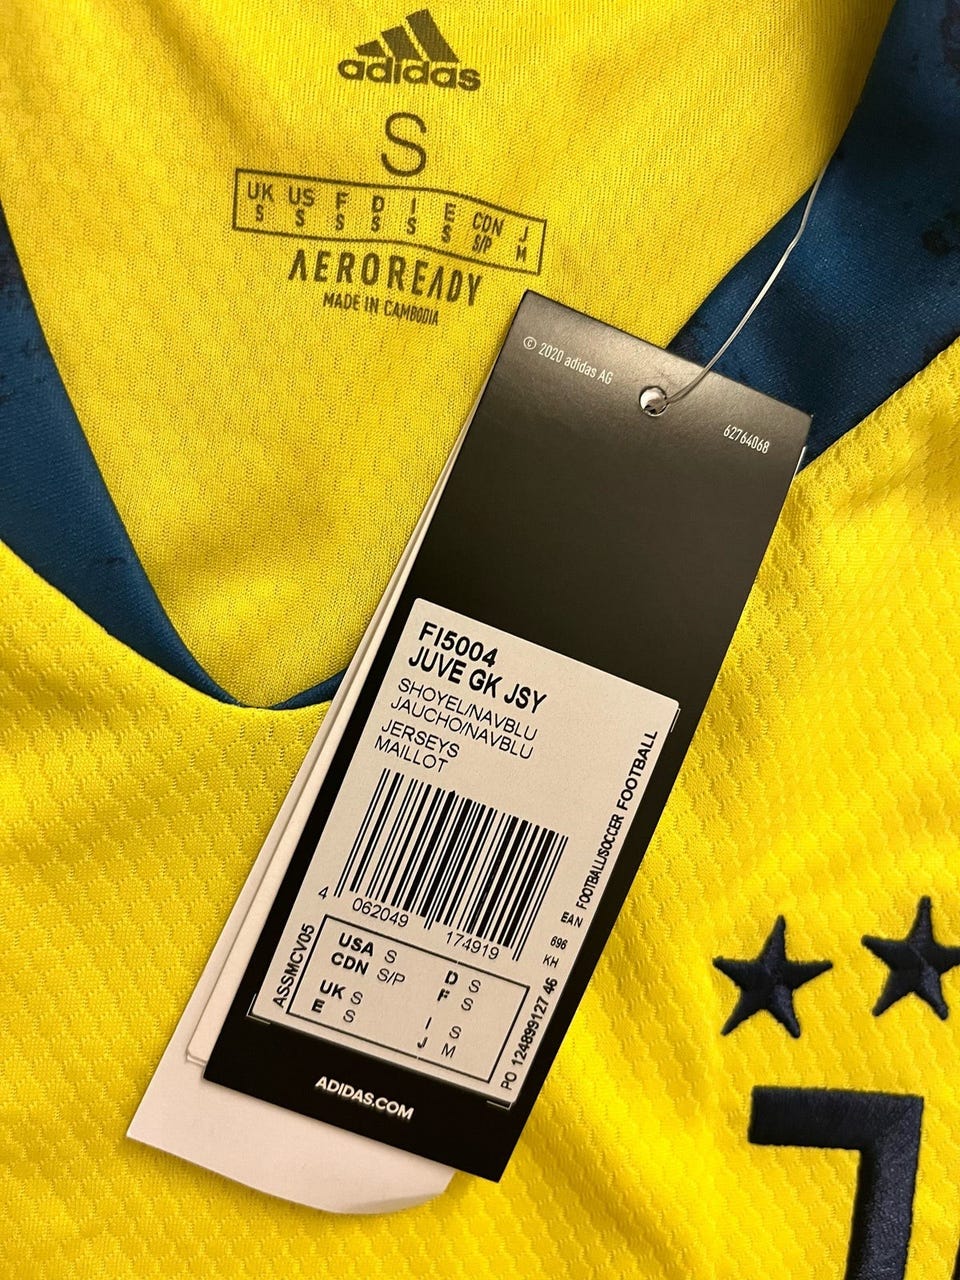 adidas
S
UK US F D I E CDN J
S S S S S S S/P M
AEROREADY
MADE IN CAMBODIA
© 2020 adidas AG
62764068
FI5004
JUVE GK JSY
SHOYEL/NAVBLU
JAUCHO/NAVBLU
JERSEYS
MAILLOT
FOOTBALL/SOCCER FOOTBALL
4 062049 174919
EAN
696
KH
ASSMCV05
USA S D S
CDN S/P F S
UK S I S
E S J M
PO 124899127 46
ADIDAS.COM